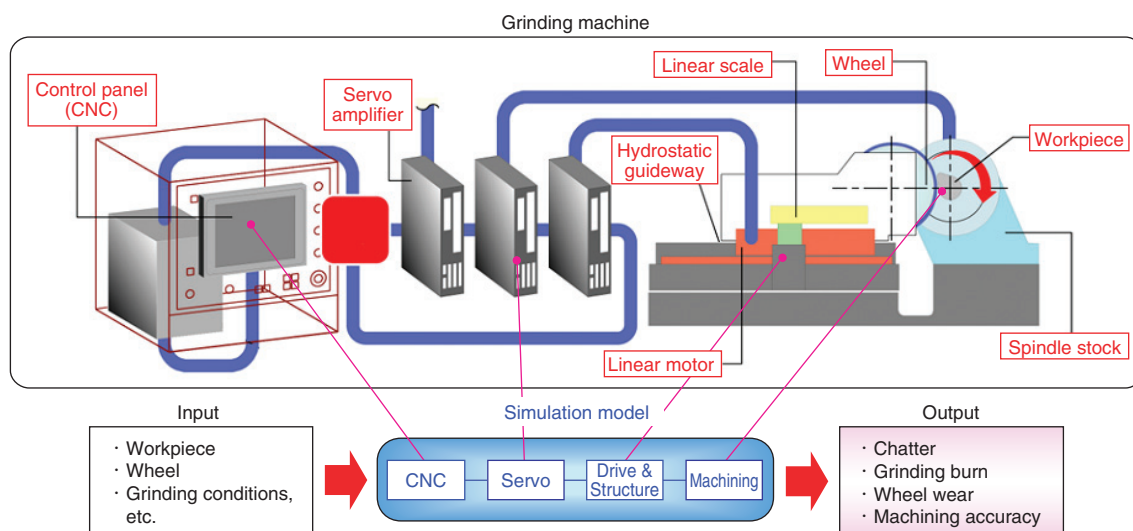 Grinding machine
Control panel
(CNC)
Servo
amplifier
Linear scale
Wheel
Workpiece
Hydrostatic
guideway
Linear motor
Spindle stock
Input
Simulation model
Output
· Workpiece
· Wheel
· Grinding conditions,
etc.
CNC
Servo
Drive &
Structure
Machining
· Chatter
· Grinding burn
· Wheel wear
· Machining accuracy